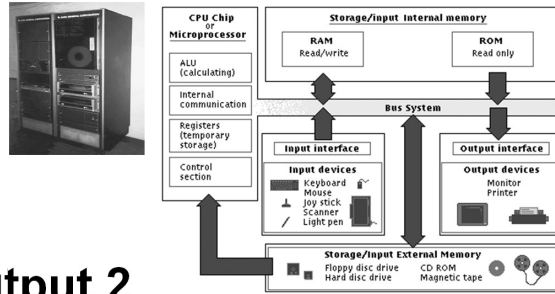 CPU Chip
or
Microprocessor
ALU
(calculating)
Internal
communication
Registers
(temporary
storage)
Control
section
Storage/input Internal memory
RAM
Read/write
ROM
Read only
Bus System
Input interface
Input devices
Keyboard
Mouse
Joy stick
Scanner
Light pen
Output interface
Output devices
Monitor
Printer
Storage/Input External Memory
Floppy disc drive
Hard disc drive
CD ROM
Magnetic tape
tput 2